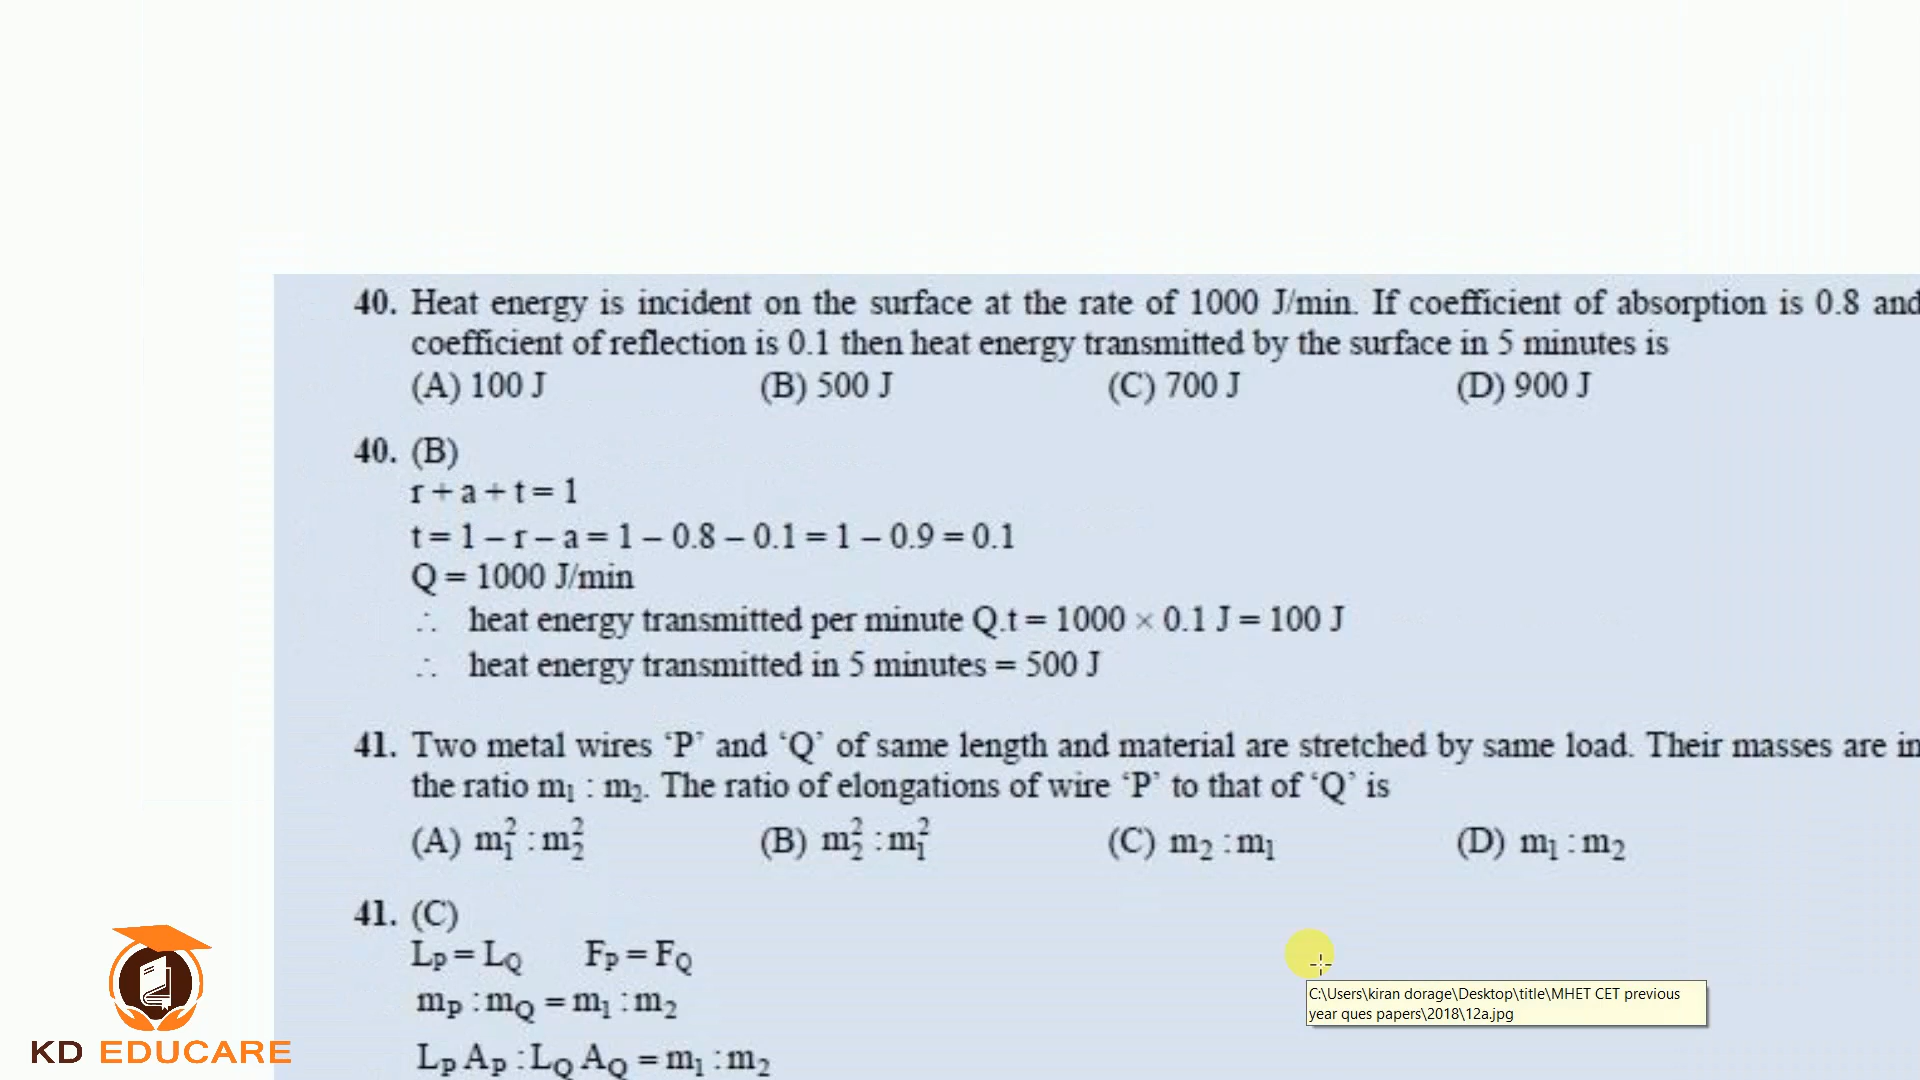 40. Heat energy is incident on the surface at the rate of 1000 J/min. If coefficient of absorption is 0.8 and
coefficient of reflection is 0.1 then heat energy transmitted by the surface in 5 minutes is
(A) 100 J (B) 500 J (C) 700 J (D) 900 J
40. (B)
r + a + t = 1
t = 1 – r – a = 1 – 0.8 – 0.1 = 1 – 0.9 = 0.1
Q = 1000 J/min
∴ heat energy transmitted per minute Q.t = 1000 × 0.1 J = 100 J
∴ heat energy transmitted in 5 minutes = 500 J
41. Two metal wires ‘P’ and ‘Q’ of same length and material are stretched by same load. Their masses are in
the ratio m₁ : m₂. The ratio of elongations of wire ‘P’ to that of ‘Q’ is
(A) m₁² : m₂² (B) m₂² : m₁² (C) m₂ : m₁ (D) m₁ : m₂
41. (C)
L_P = L_Q F_P = F_Q
m_P : m_Q = m₁ : m₂
L_P A_P : L_Q A_Q = m₁ : m₂
C:\Users\kiran dorage\Desktop\title\MHET CET previous
year ques papers\2018\12a.jpg
KD EDUCARE